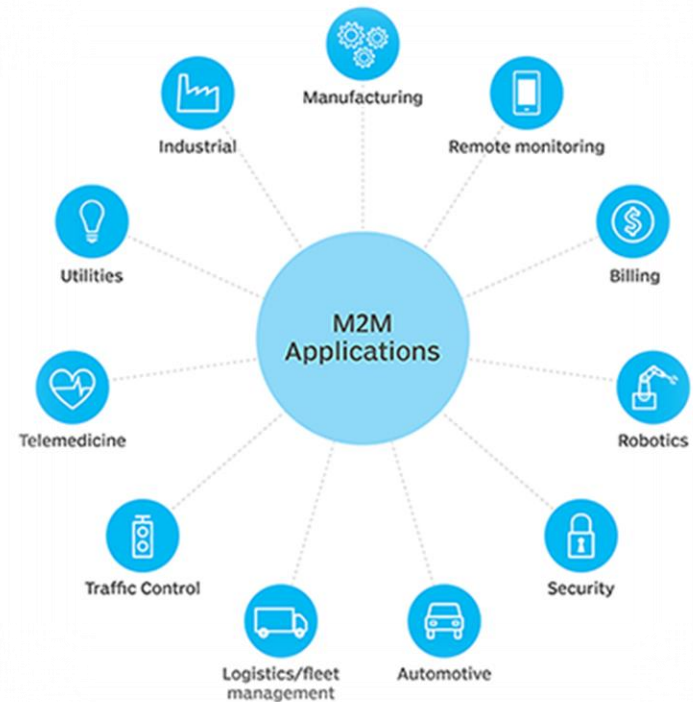 Manufacturing
Industrial
Remote monitoring
Utilities
Billing
M2M
Applications
Telemedicine
Robotics
Traffic Control
Security
Logistics/fleet
management
Automotive